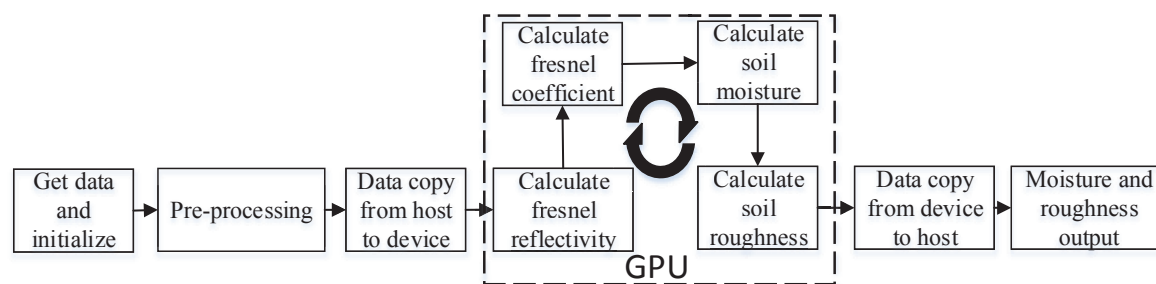 Get data
and
initialize
Pre-processing
Data copy
from host
to device
Calculate
fresnel
reflectivity
Calculate
fresnel
coefficient
Calculate
soil
moisture
Calculate
soil
roughness
GPU
Data copy
from device
to host
Moisture and
roughness
output